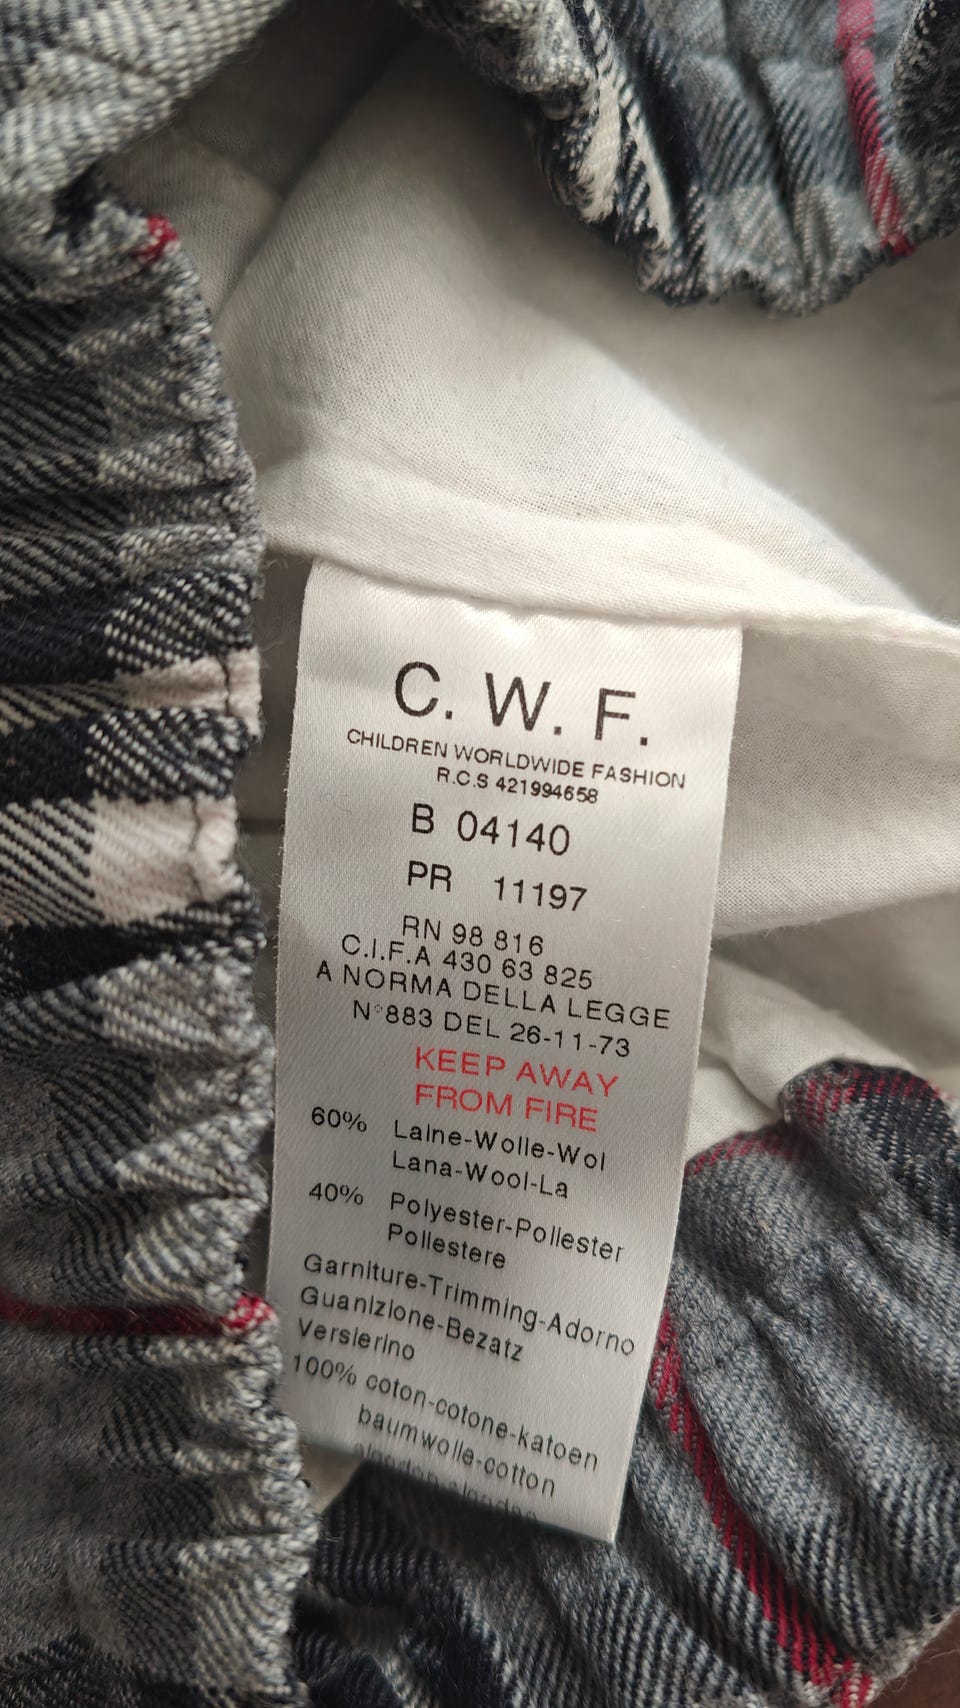 C. W. F.
CHILDREN WORLDWIDE FASHION
R.C.S 421994658
B 04140
PR 11197
RN 98 816
C.I.F.A 430 63 825
A NORMA DELLA LEGGE
N°883 DEL 26-11-73
KEEP AWAY
FROM FIRE
60% Laine-Wolle-Wol
Lana-Wool-La
40% Polyester-Poliester
Poliestere
Garniture-Trimming-Adorno
Guanizione-Bezatz
Versierino
100% coton-cotone-katoen
baumwolle-cotton